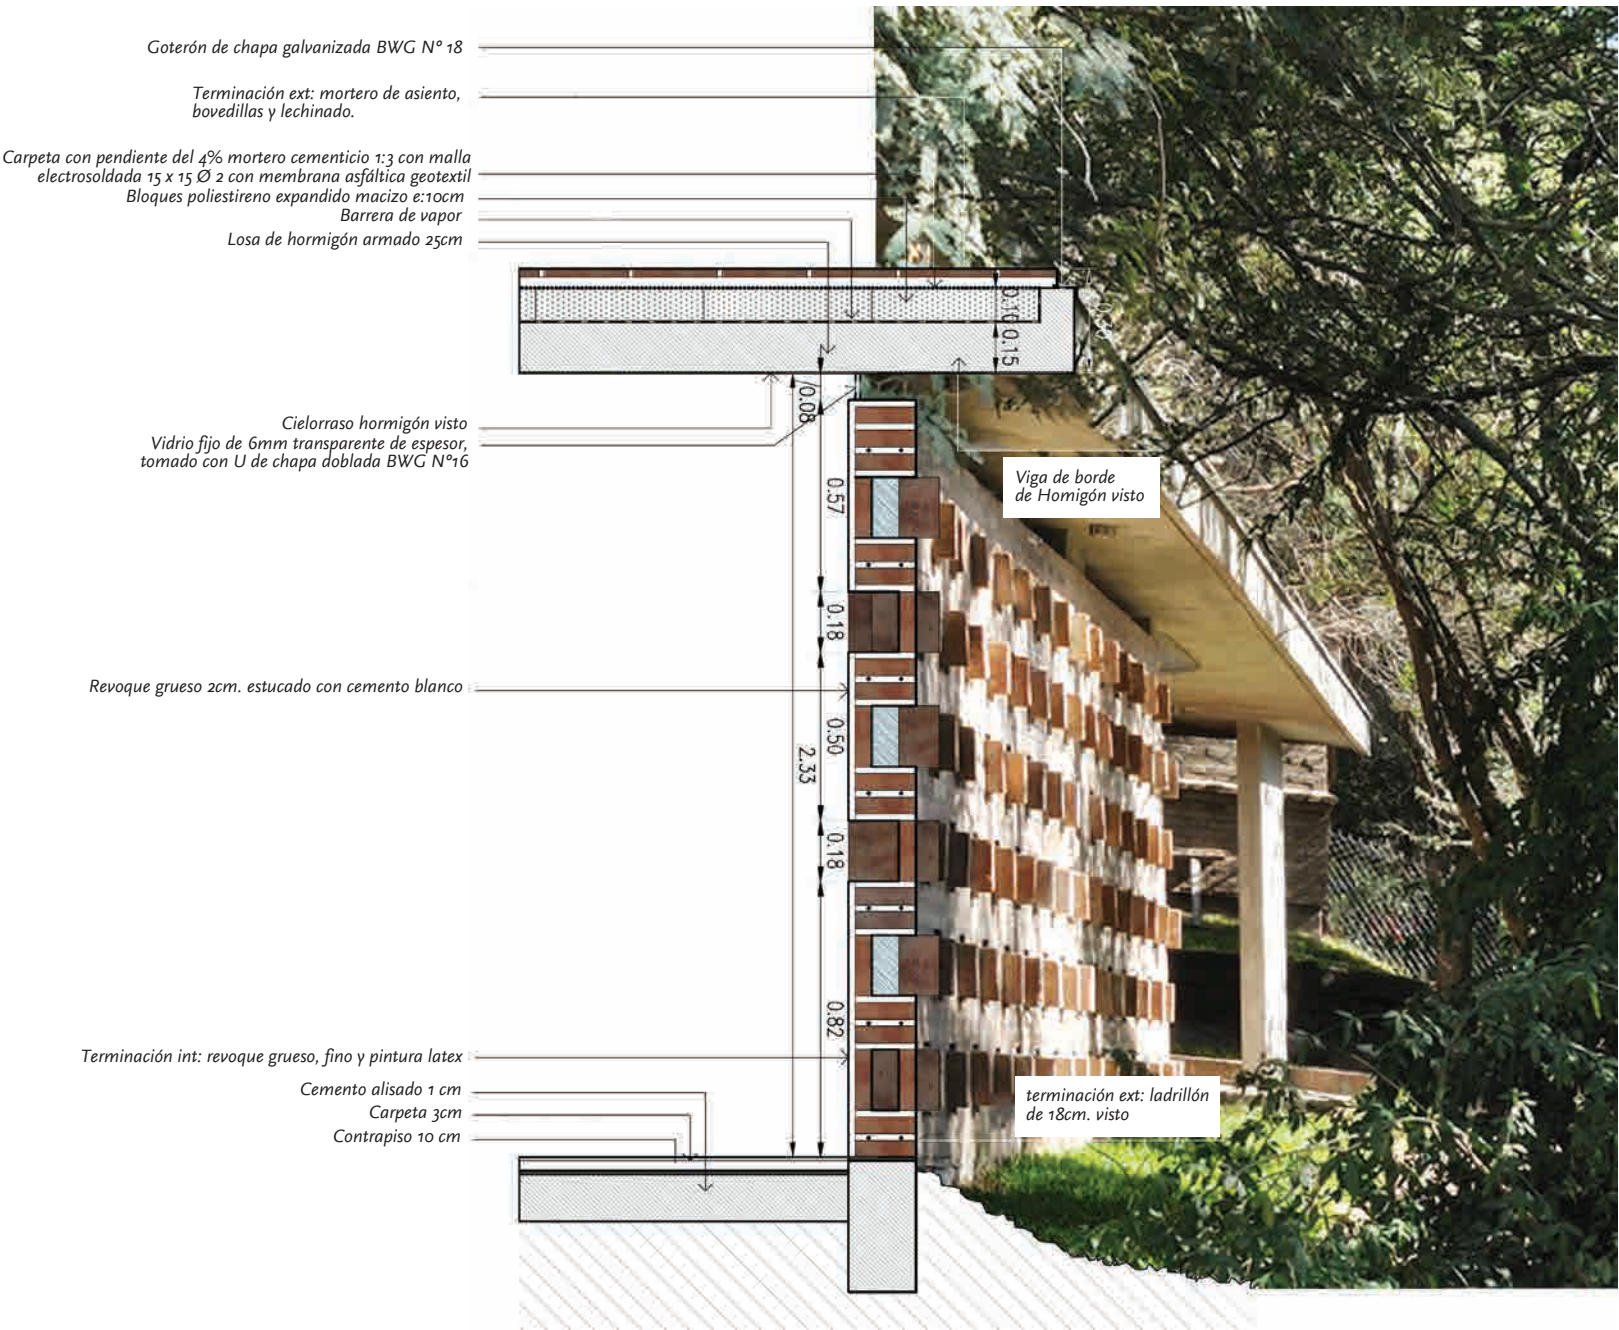 Goterón de chapa galvanizada BWG Nº 18
Terminación ext: mortero de asiento,
bovedillas y lechinado.
Carpeta con pendiente del 4% mortero cementicio 1:3 con malla
electrosoldada 15 x 15 Ø 2 con membrana asfáltica geotextil
Bloques poliestireno expandido macizo e:10cm
Barrera de vapor
Losa de hormigón armado 25cm
0.10
0.15
/0.08
Cielorraso hormigón visto
Vidrio fijo de 6mm transparente de espesor,
tomado con U de chapa doblada BWG Nº16
Viga de borde
de Homigón visto
0.57
0.18
Revoque grueso 2cm. estucado con cemento blanco
0.50
2.33
0.18
0.82
Terminación int: revoque grueso, fino y pintura latex
Cemento alisado 1 cm
Carpeta 3cm
Contrapiso 10 cm
terminación ext: ladrillón
de 18cm. visto